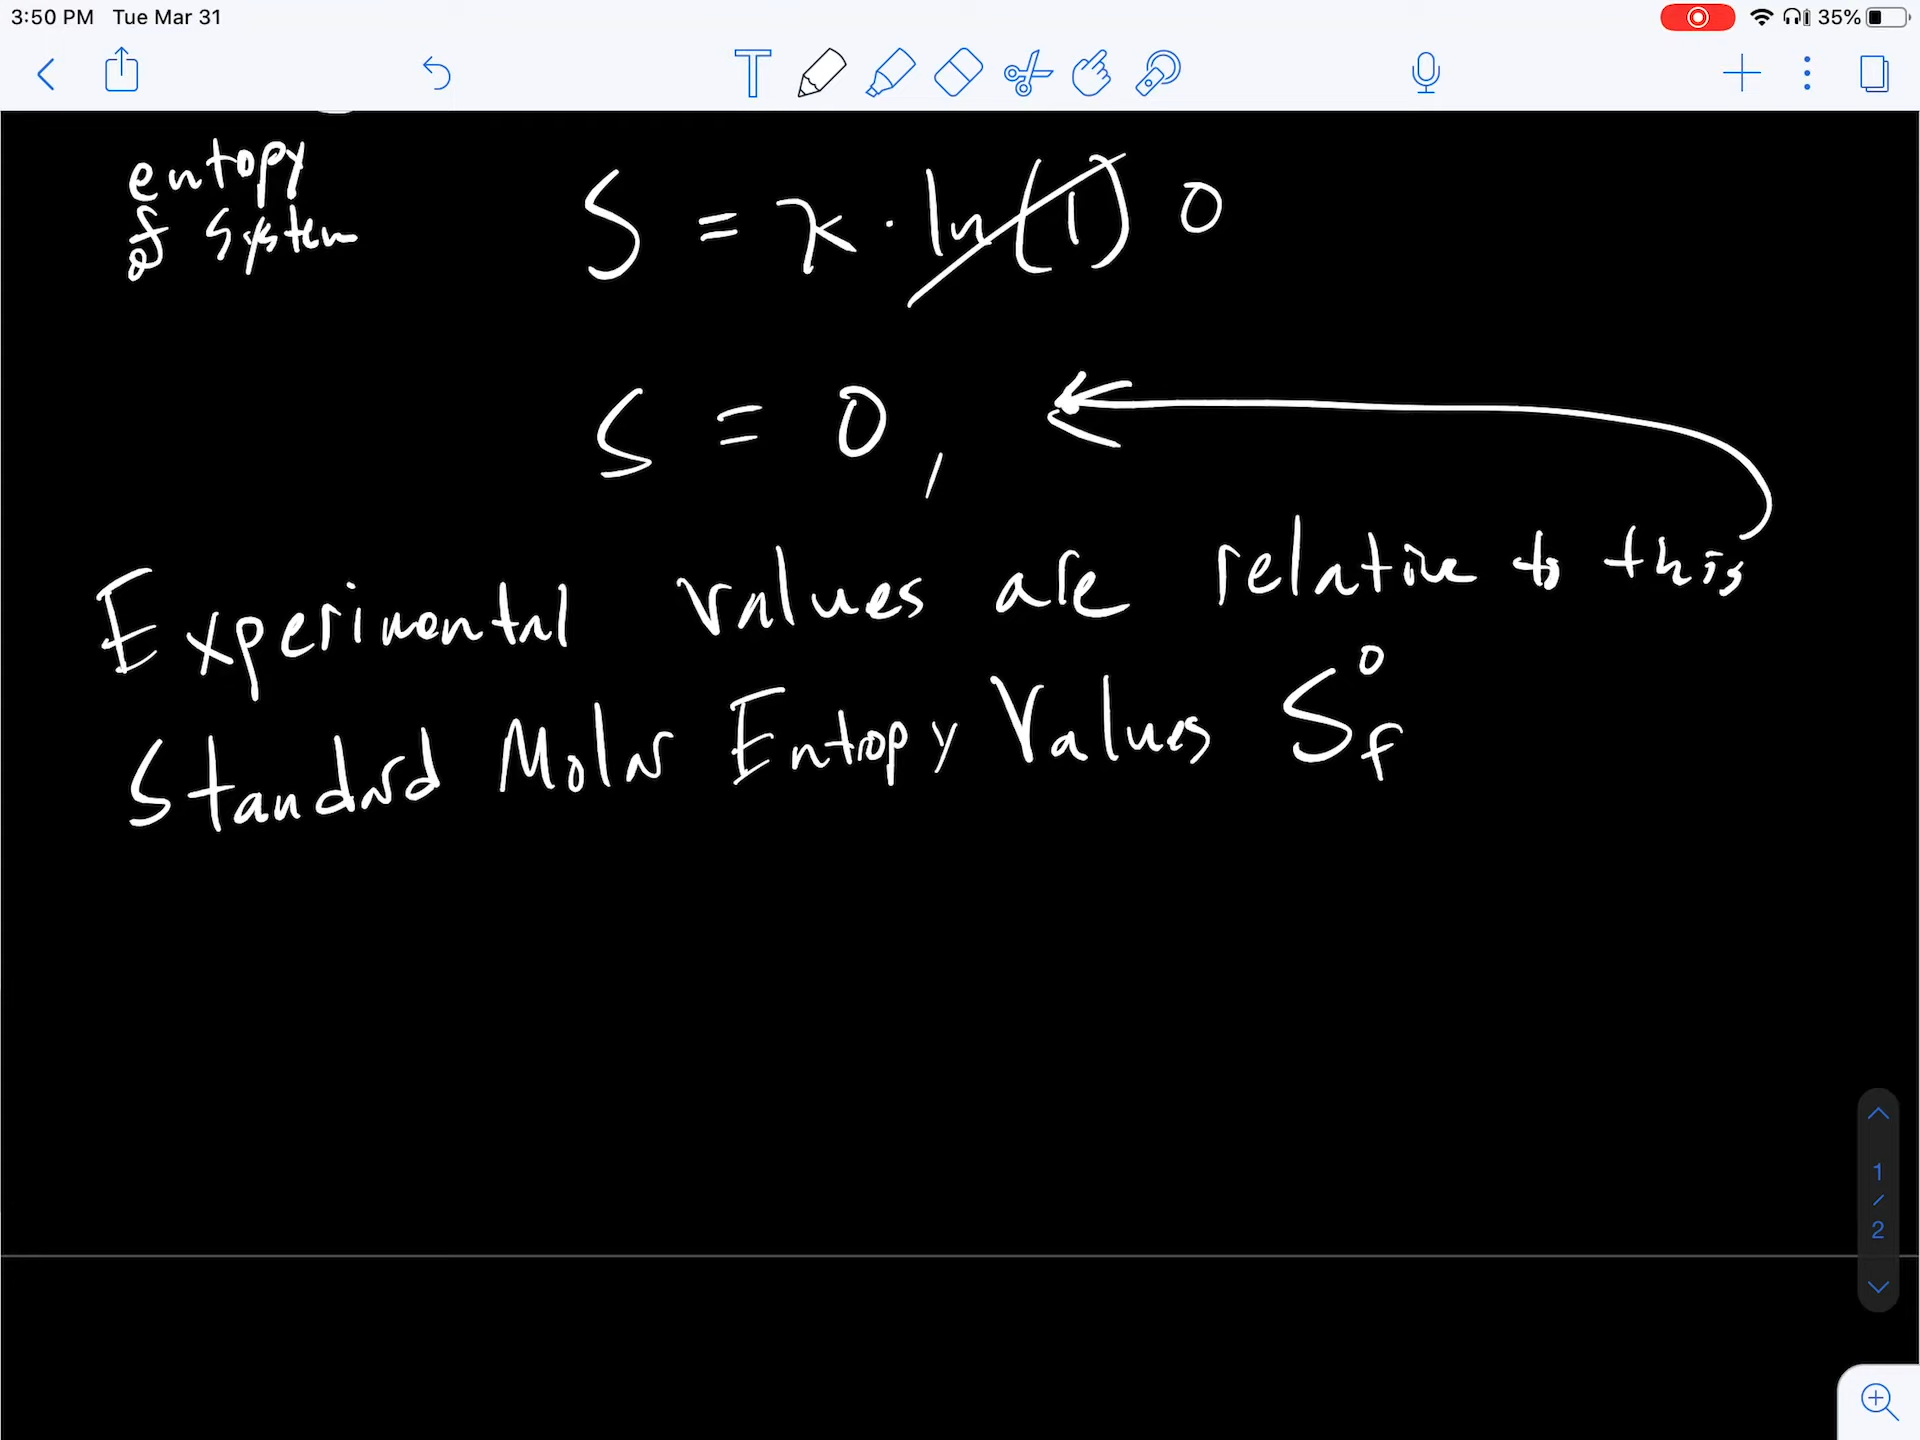 3:50 PM Tue Mar 31 35%
entopy
of system
S = k · ln(1) 0
S = 0,
Experimental values are relative to this
Standard Molar Entropy Values S°f
1
/
2